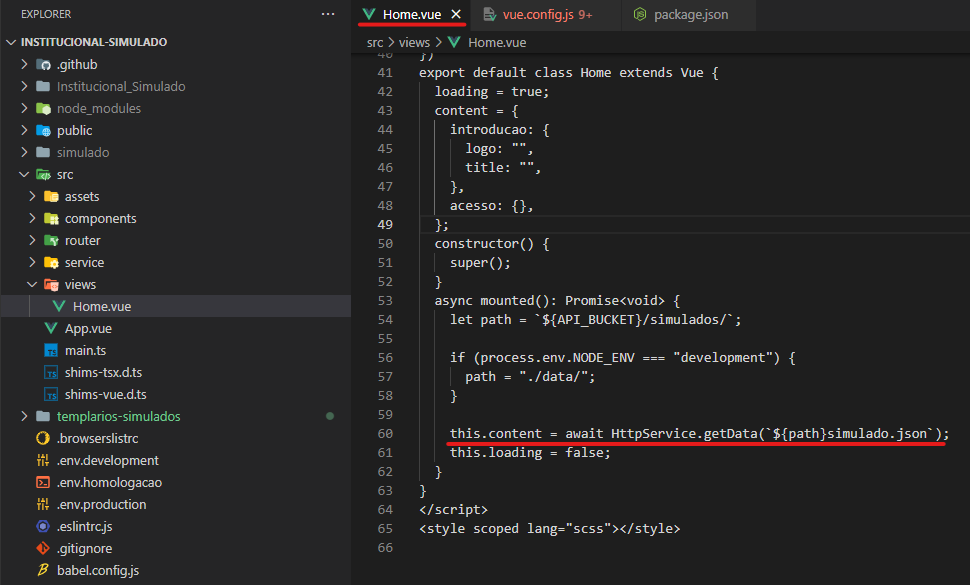 EXPLORER
···
INSTITUCIONAL-SIMULADO
.github
Institucional_Simulado
node_modules
public
simulado
src
assets
components
router
service
views
Home.vue
App.vue
main.ts
shims-tsx.d.ts
shims-vue.d.ts
templarios-simulados
.browserslistrc
.env.development
.env.homologacao
.env.production
.eslintrc.js
.gitignore
babel.config.js
Home.vue
vue.config.js 9+
package.json
src > views > Home.vue
40 })
41 export default class Home extends Vue {
42 loading = true;
43 content = {
44 introducao: {
45 logo: "",
46 title: "",
47 },
48 acesso: {},
49 };
50 constructor() {
51 super();
52 }
53 async mounted(): Promise<void> {
54 let path = `${API_BUCKET}/simulados/`;
55
56 if (process.env.NODE_ENV === "development") {
57 path = "./data/";
58 }
59
60 this.content = await HttpService.getData(`${path}simulado.json`);
61 this.loading = false;
62 }
63 }
64 </script>
65 <style scoped lang="scss"></style>
66